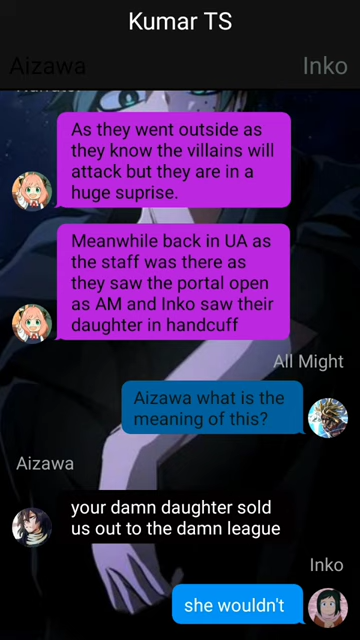 Kumar TS
Aizawa
Inko
As they went outside as
they know the villains will
attack but they are in a
huge suprise.
Meanwhile back in UA as
the staff was there as
they saw the portal open
as AM and Inko saw their
daughter in handcuff
All Might
Aizawa what is the
meaning of this?
Aizawa
your damn daughter sold
us out to the damn league
Inko
she wouldn't